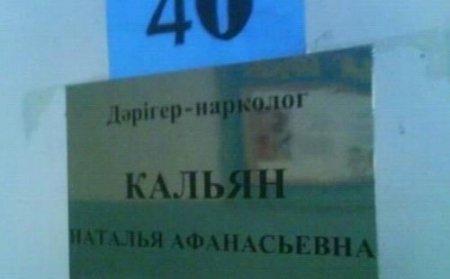 40
Дәрігер-нарколог
КАЛЬЯН
НАТАЛЬЯ АФАНАСЬЕВНА